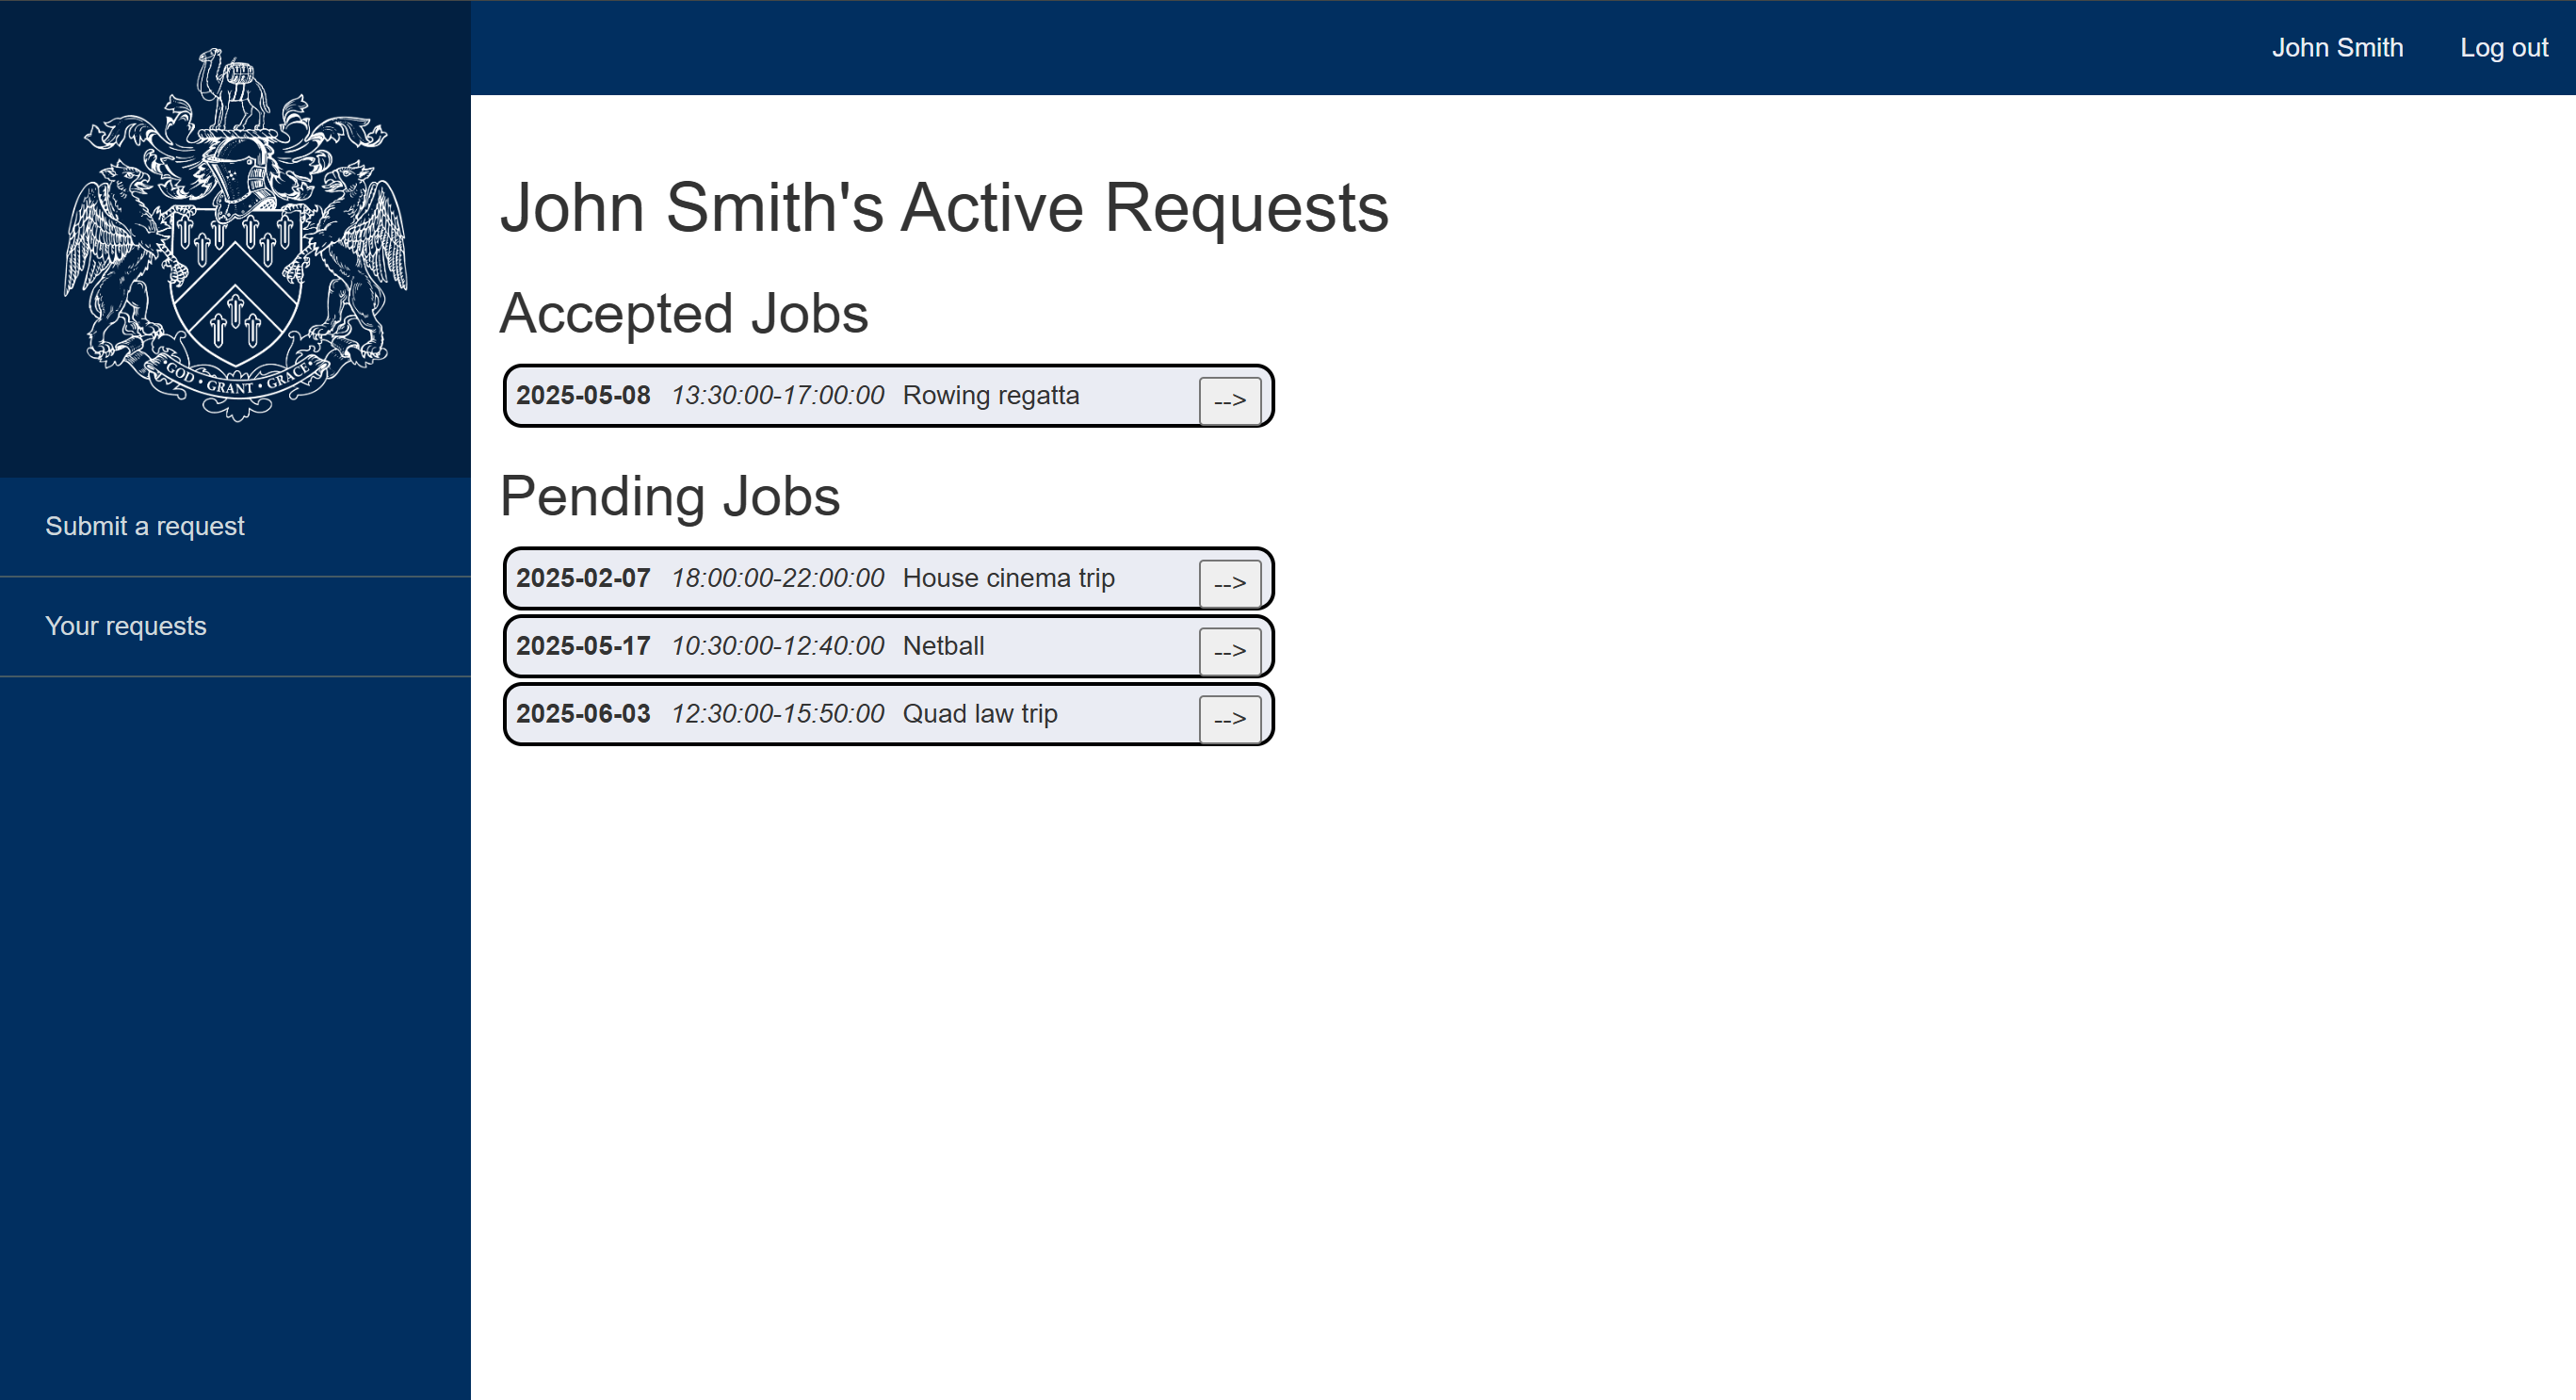 John Smith Log out
GOD • GRANT • GRACE
John Smith's Active Requests
Accepted Jobs
2025-05-08 13:30:00-17:00:00 Rowing regatta -->
Pending Jobs
Submit a request
Your requests
2025-02-07 18:00:00-22:00:00 House cinema trip -->
2025-05-17 10:30:00-12:40:00 Netball -->
2025-06-03 12:30:00-15:50:00 Quad law trip -->